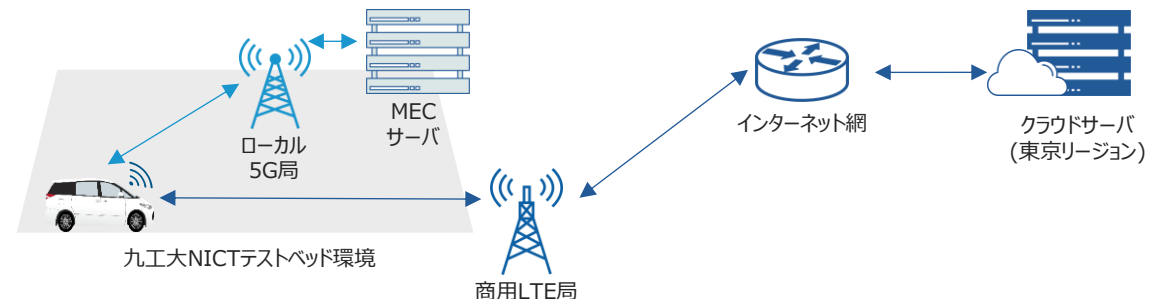 MEC
サーバ
ローカル
5G局
インターネット網
クラウドサーバ
(東京リージョン)
九工大NICTテストベッド環境
商用LTE局